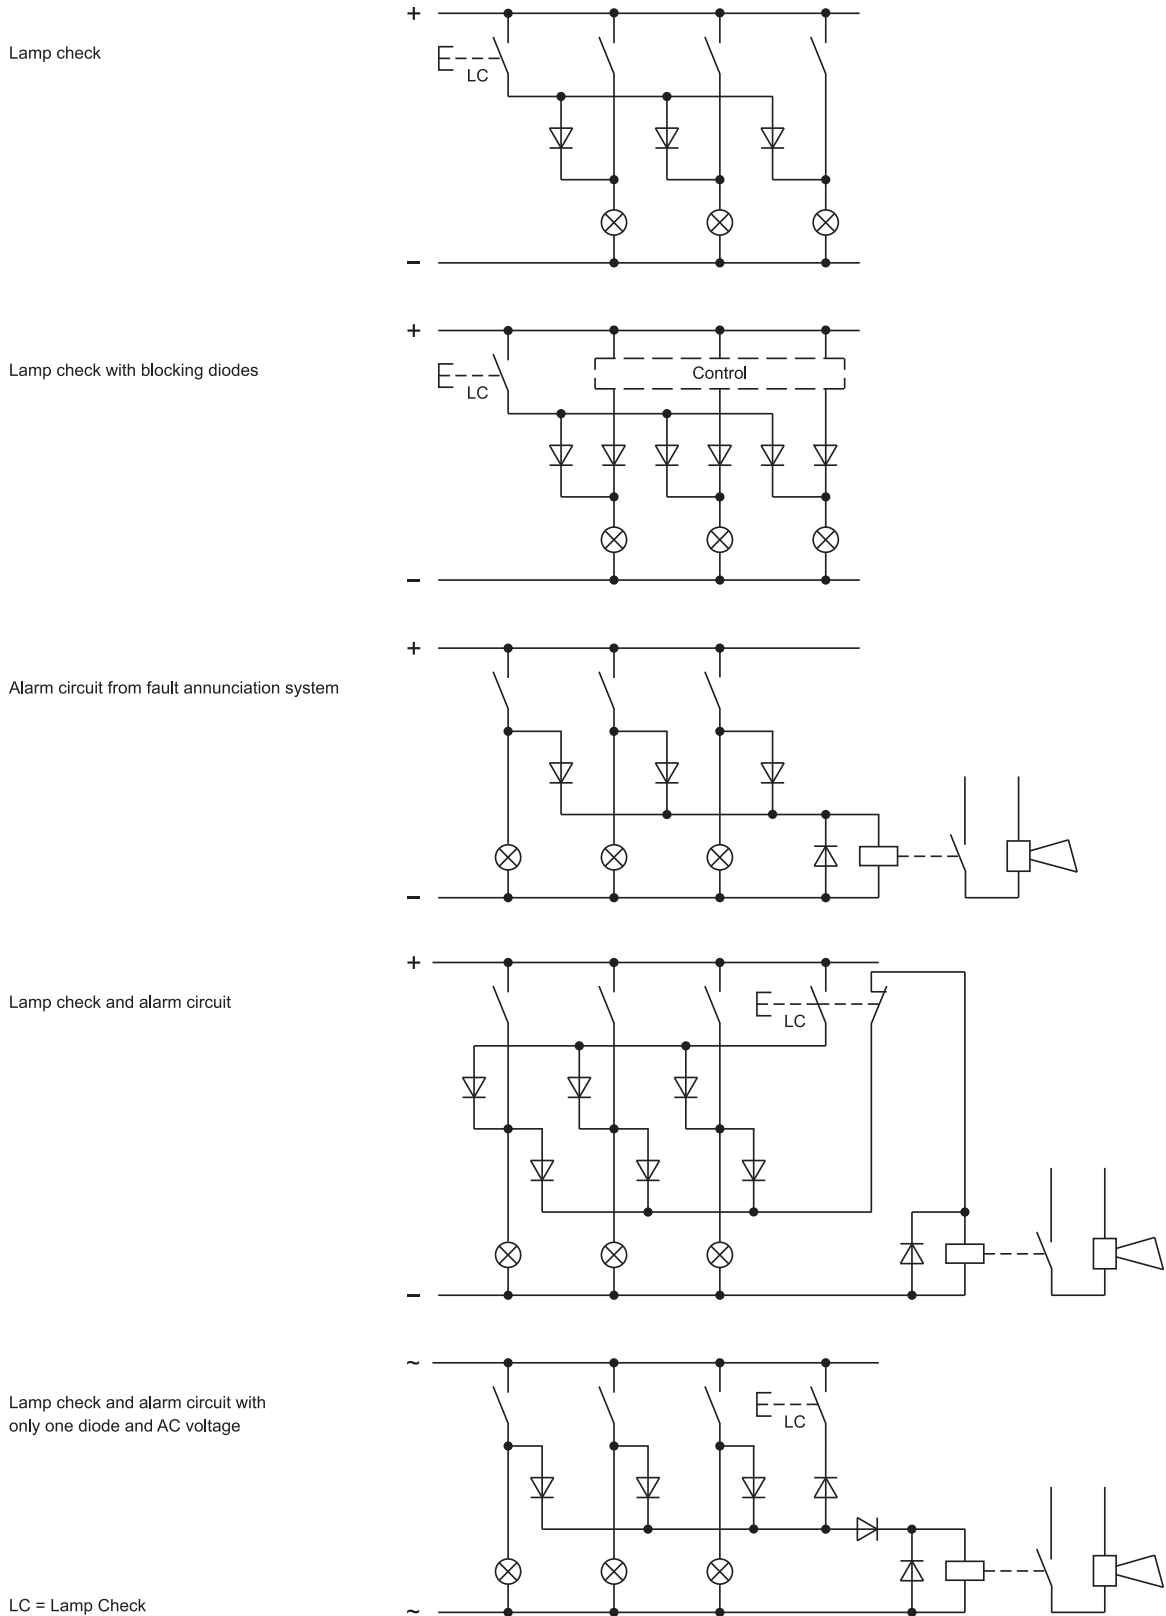 +
Lamp check
LC
−
+
Lamp check with blocking diodes
Control
LC
−
+
Alarm circuit from fault annunciation system
−
+
Lamp check and alarm circuit
LC
−
~
Lamp check and alarm circuit with
only one diode and AC voltage
LC
LC = Lamp Check
~